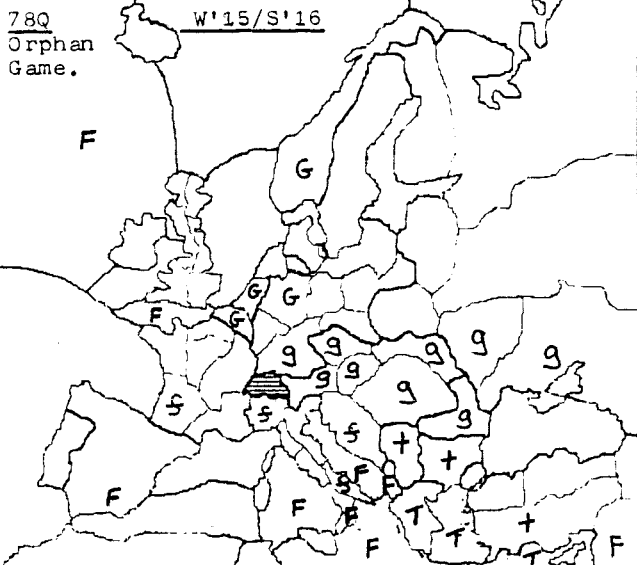 78Q W'15/S'16
Orphan
Game.
F
G
G G
F G
g g g g g
g g g
g
f f f
t t
F
F F
F F
F
T T t F
T